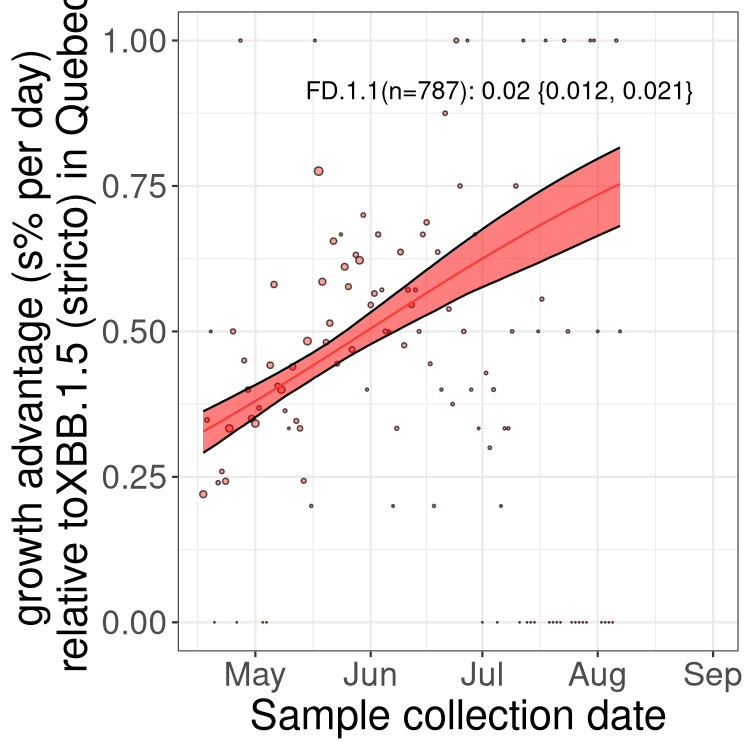 growth advantage (s% per day)
relative toXBB.1.5 (stricto) in Quebec
1.00
0.75
0.50
0.25
0.00
FD.1.1(n=787): 0.02 {0.012, 0.021}
May Jun Jul Aug Sep
Sample collection date